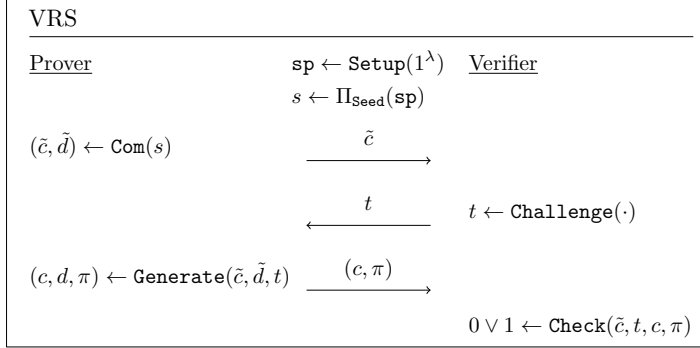 VRS
Prover sp ← Setup(1^λ) Verifier
s ← Π_Seed(sp)
(c̃, d̃) ← Com(s) c̃
t t ← Challenge(·)
(c, d, π) ← Generate(c̃, d̃, t) (c, π)
0 ∨ 1 ← Check(c̃, t, c, π)